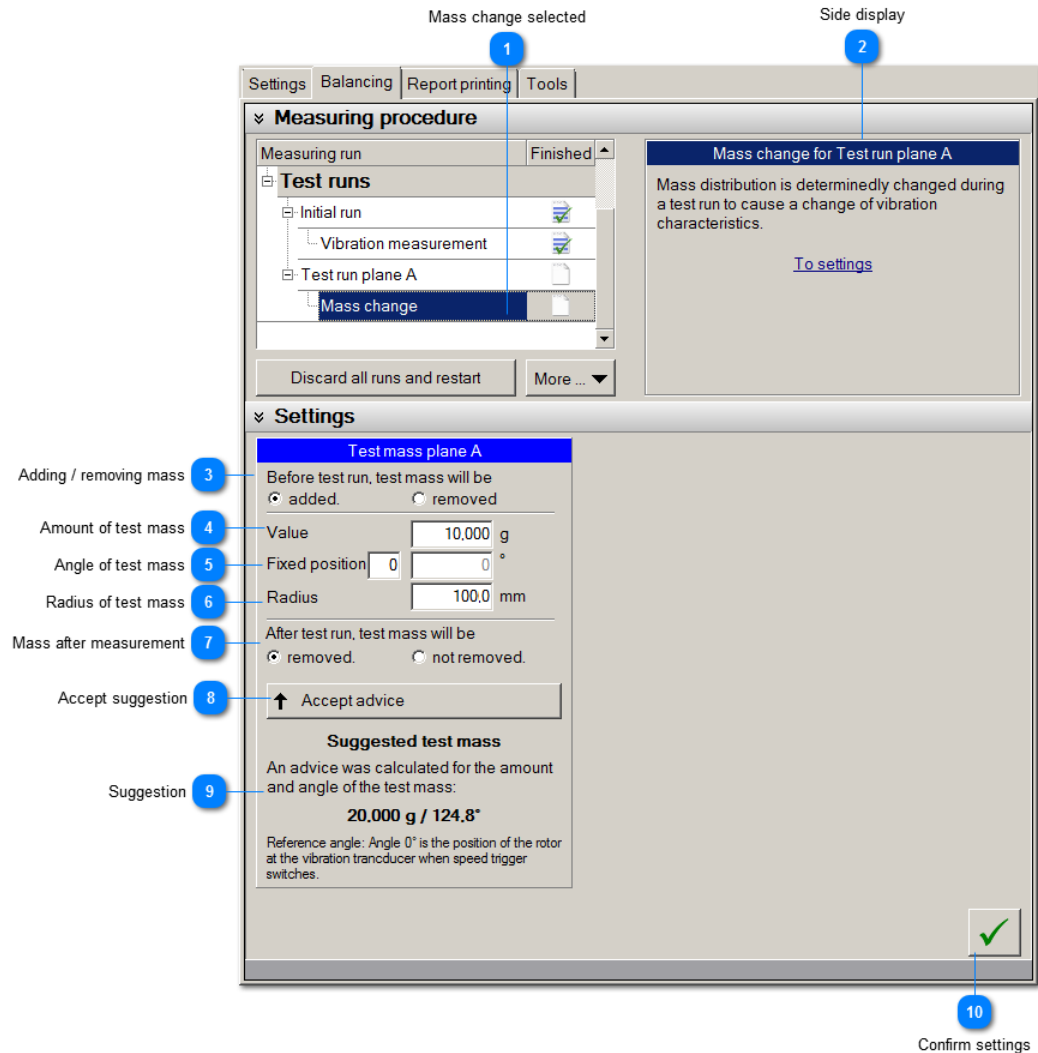 Mass change selected
Side display
1
2
Settings Balancing Report printing Tools
Measuring procedure
Measuring run Finished
Test runs
Initial run
Vibration measurement
Test run plane A
Mass change
Discard all runs and restart More ...
Mass change for Test run plane A
Mass distribution is determinedly changed during
a test run to cause a change of vibration
characteristics.
To settings
Settings
Test mass plane A
Adding / removing mass 3
Before test run, test mass will be
added. removed
Amount of test mass 4
Value 10,000 g
Angle of test mass 5
Fixed position 0 0 °
Radius of test mass 6
Radius 100,0 mm
Mass after measurement 7
After test run, test mass will be
removed. not removed.
Accept suggestion 8
Accept advice
Suggested test mass
Suggestion 9
An advice was calculated for the amount
and angle of the test mass:
20,000 g / 124,8°
Reference angle: Angle 0° is the position of the rotor
at the vibration trancducer when speed trigger
switches.
10
Confirm settings